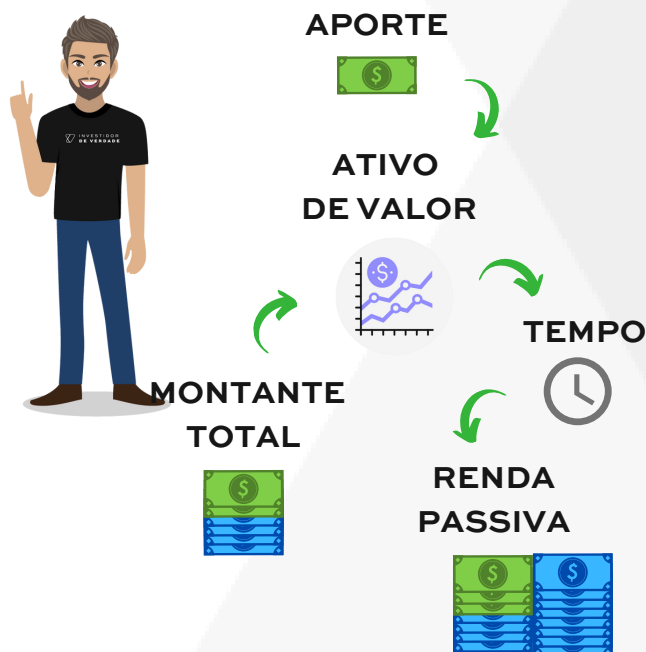 APORTE
INVESTIDOR
DE VERDADE
ATIVO
DE VALOR
TEMPO
MONTANTE
TOTAL
RENDA
PASSIVA